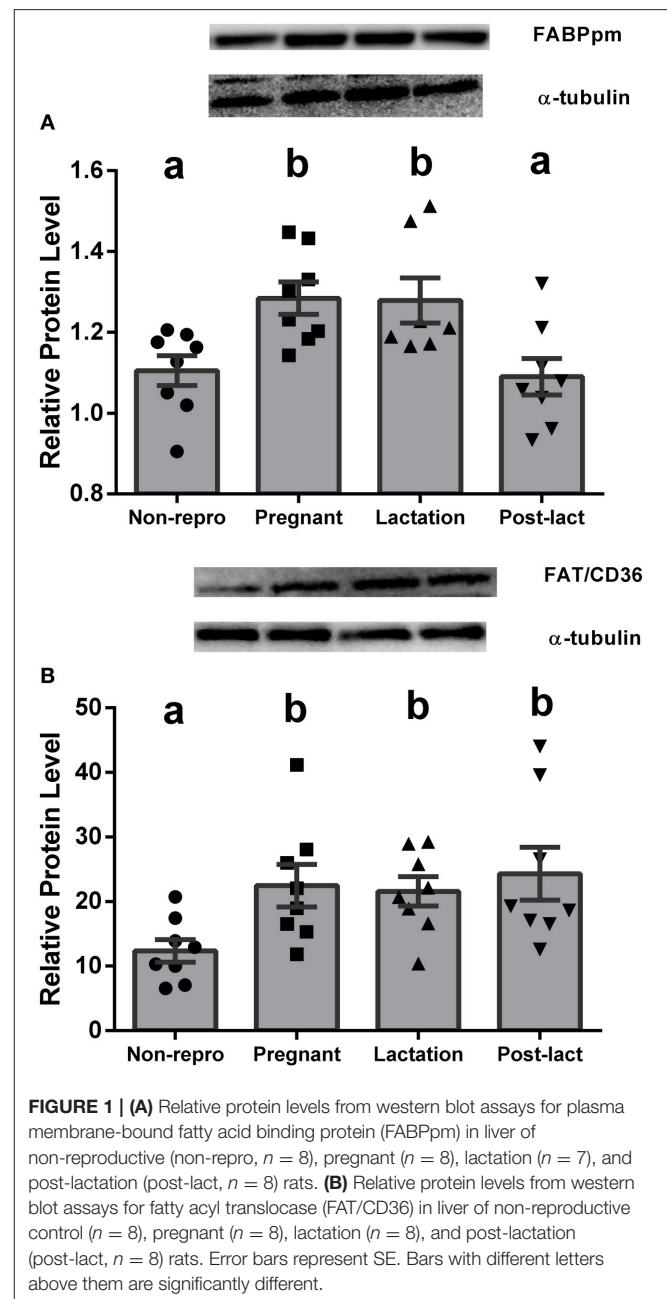 FABPpm
α-tubulin
A
a b b a
Relative Protein Level
1.6
1.4
1.2
1.0
0.8
Non-repro Pregnant Lactation Post-lact
FAT/CD36
α-tubulin
B
a b b b
Relative Protein Level
50
40
30
20
10
0
Non-repro Pregnant Lactation Post-lact
FIGURE 1 | (A) Relative protein levels from western blot assays for plasma
membrane-bound fatty acid binding protein (FABPpm) in liver of
non-reproductive (non-repro, n = 8), pregnant (n = 8), lactation (n = 7), and
post-lactation (post-lact, n = 8) rats. (B) Relative protein levels from western
blot assays for fatty acyl translocase (FAT/CD36) in liver of non-reproductive
control (n = 8), pregnant (n = 8), lactation (n = 8), and post-lactation
(post-lact, n = 8) rats. Error bars represent SE. Bars with different letters
above them are significantly different.